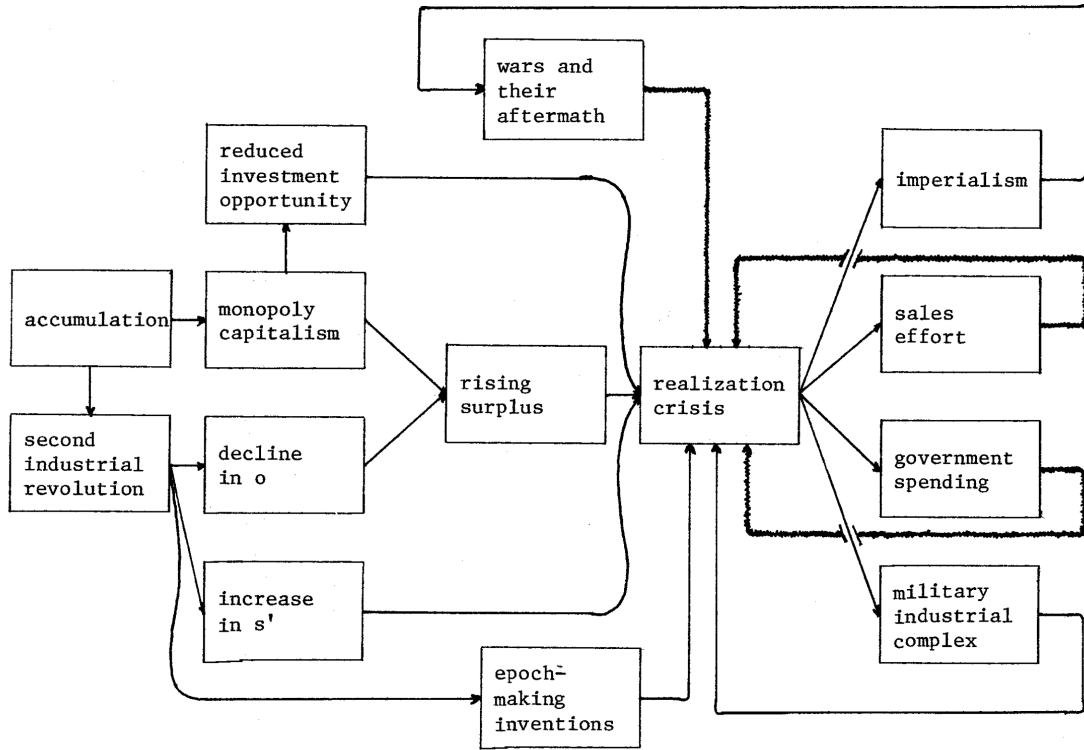 wars and
their
aftermath
reduced
investment
opportunity
imperialism
accumulation
monopoly
capitalism
sales
effort
rising
surplus
realization
crisis
second
industrial
revolution
decline
in o
government
spending
increase
in s'
military
industrial
complex
epoch-
making
inventions